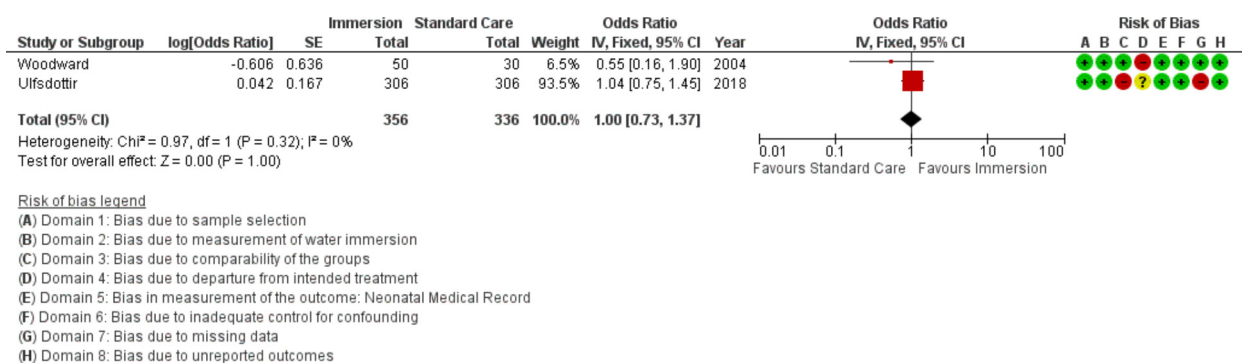 Immersion Standard Care Odds Ratio Odds Ratio Risk of Bias
Study or Subgroup log[Odds Ratio] SE Total Total Weight IV, Fixed, 95% CI Year IV, Fixed, 95% CI A B C D E F G H
Woodward -0.606 0.636 50 30 6.5% 0.55 [0.16, 1.90] 2004 + + + - + + + +
Ulfsdottir 0.042 0.167 306 306 93.5% 1.04 [0.75, 1.45] 2018 + + - ? + + - +
Total (95% CI) 356 336 100.0% 1.00 [0.73, 1.37]
Heterogeneity: Chi² = 0.97, df = 1 (P = 0.32); I² = 0%
Test for overall effect: Z = 0.00 (P = 1.00)
0.01 0.1 1 10 100
Favours Standard Care Favours Immersion
Risk of bias legend
(A) Domain 1: Bias due to sample selection
(B) Domain 2: Bias due to measurement of water immersion
(C) Domain 3: Bias due to comparability of the groups
(D) Domain 4: Bias due to departure from intended treatment
(E) Domain 5: Bias in measurement of the outcome: Neonatal Medical Record
(F) Domain 6: Bias due to inadequate control for confounding
(G) Domain 7: Bias due to missing data
(H) Domain 8: Bias due to unreported outcomes